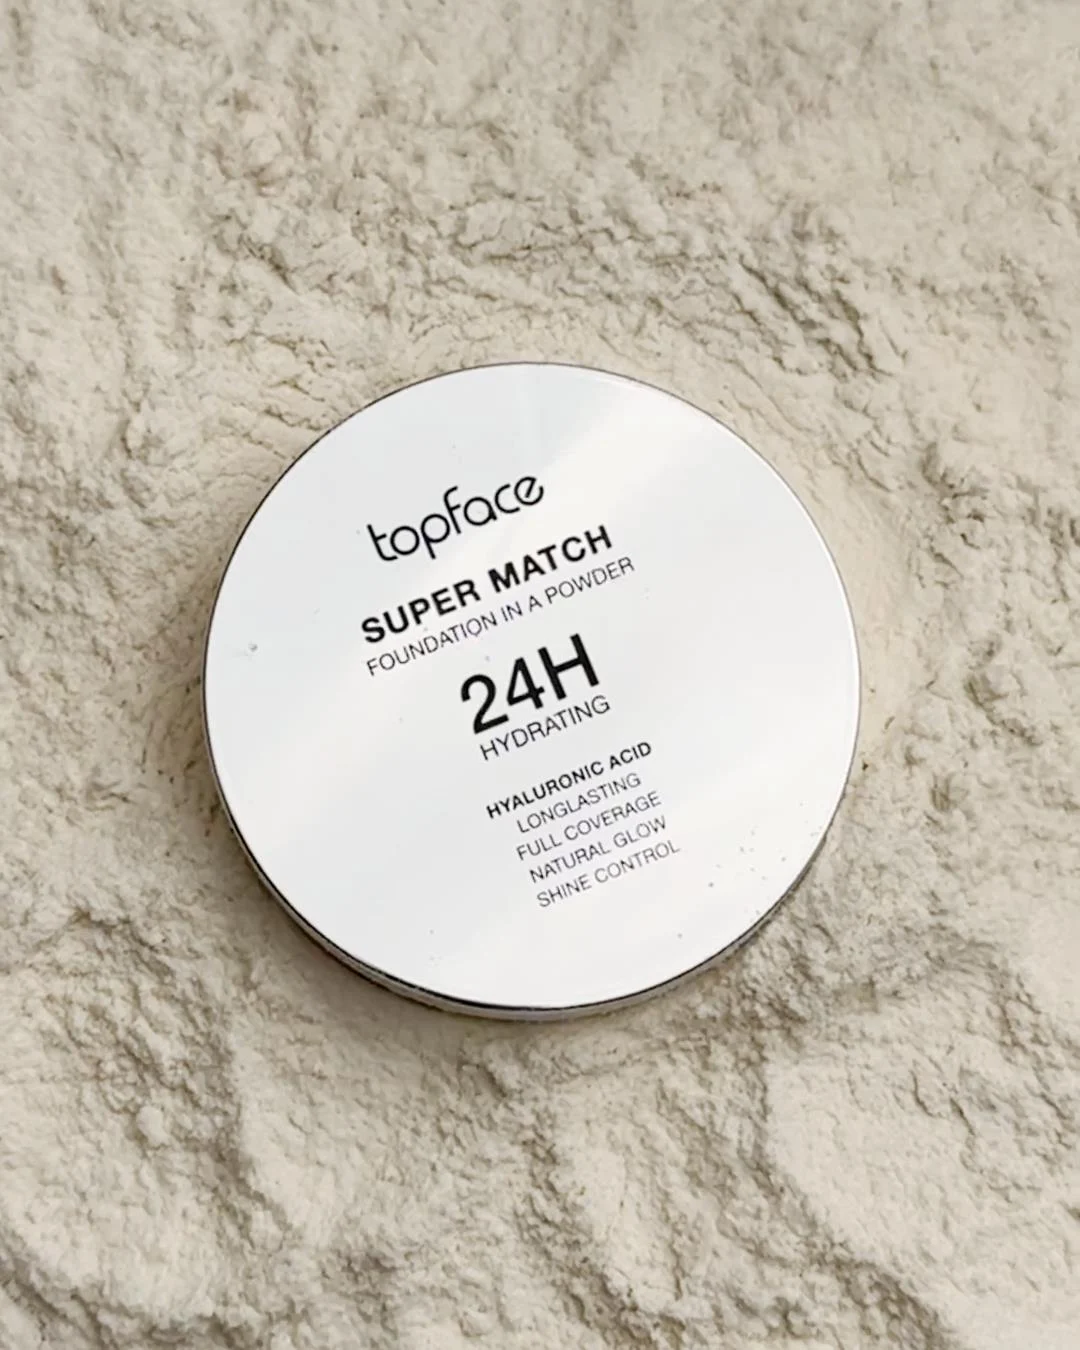 topface
SUPER MATCH
FOUNDATION IN A POWDER
24H
HYDRATING
HYALURONIC ACID
LONGLASTING
FULL COVERAGE
NATURAL GLOW
SHINE CONTROL